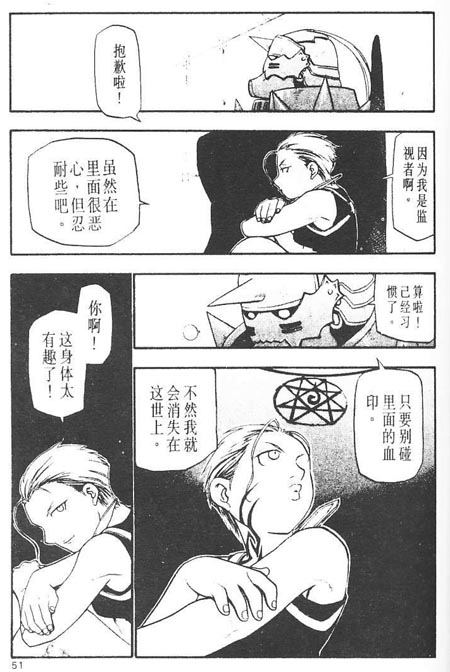 抱歉啦！
因为我是监
视者啊。
虽然在
里面很恶
心，但忍
耐些吧。
算啦！
已经习
惯了。
只要别碰
里面的血
印。
不然我就
会消失在
这世上。
你啊！
这身体太
有趣了！
51